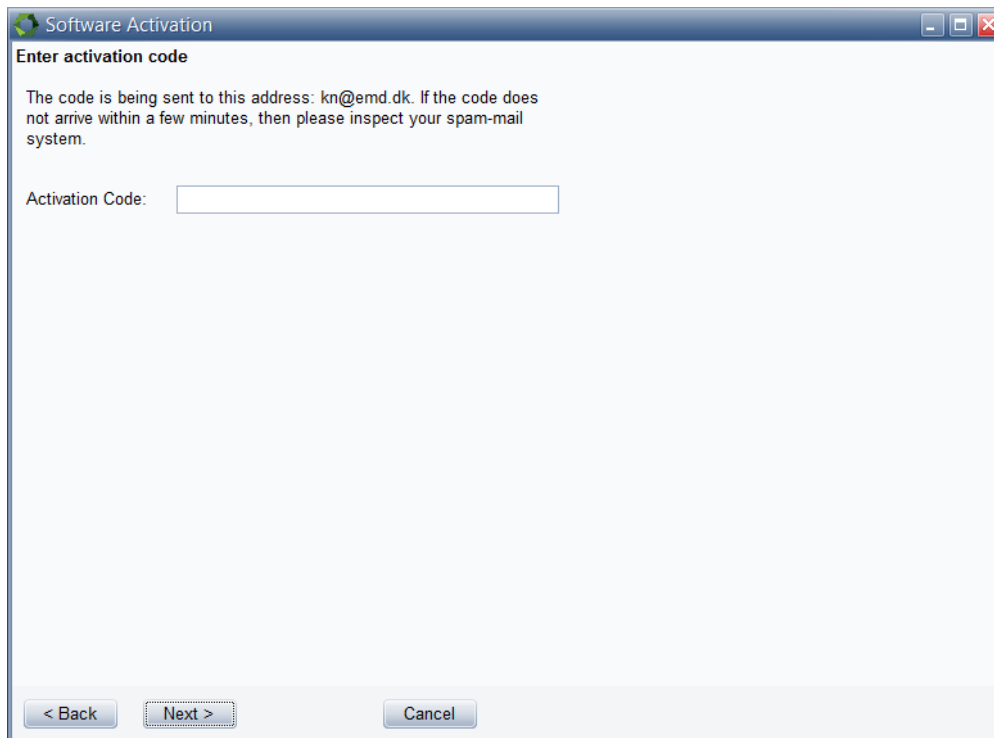 Software Activation
Enter activation code
The code is being sent to this address: kn@emd.dk. If the code does
not arrive within a few minutes, then please inspect your spam-mail
system.
Activation Code:
< Back Next > Cancel